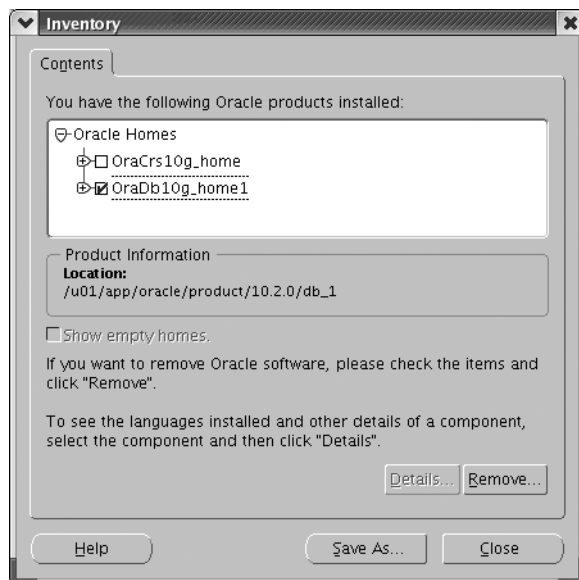 Inventory
Contents
You have the following Oracle products installed:
Oracle Homes
OraCrs10g_home
OraDb10g_home1
Product Information
Location:
/u01/app/oracle/product/10.2.0/db_1
Show empty homes.
If you want to remove Oracle software, please check the items and
click "Remove".
To see the languages installed and other details of a component,
select the component and then click "Details".
Details... Remove...
Help Save As... Close